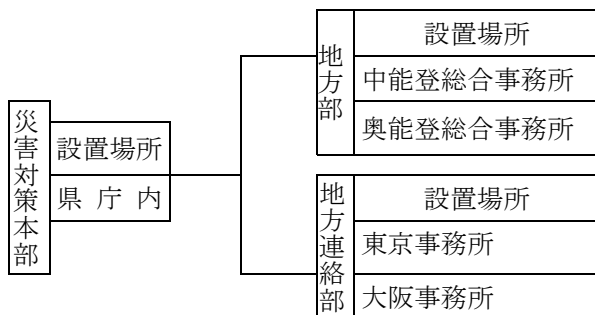 災害対策本部
設置場所
県庁内
地方部
設置場所
中能登総合事務所
奥能登総合事務所
地方連絡部
設置場所
東京事務所
大阪事務所